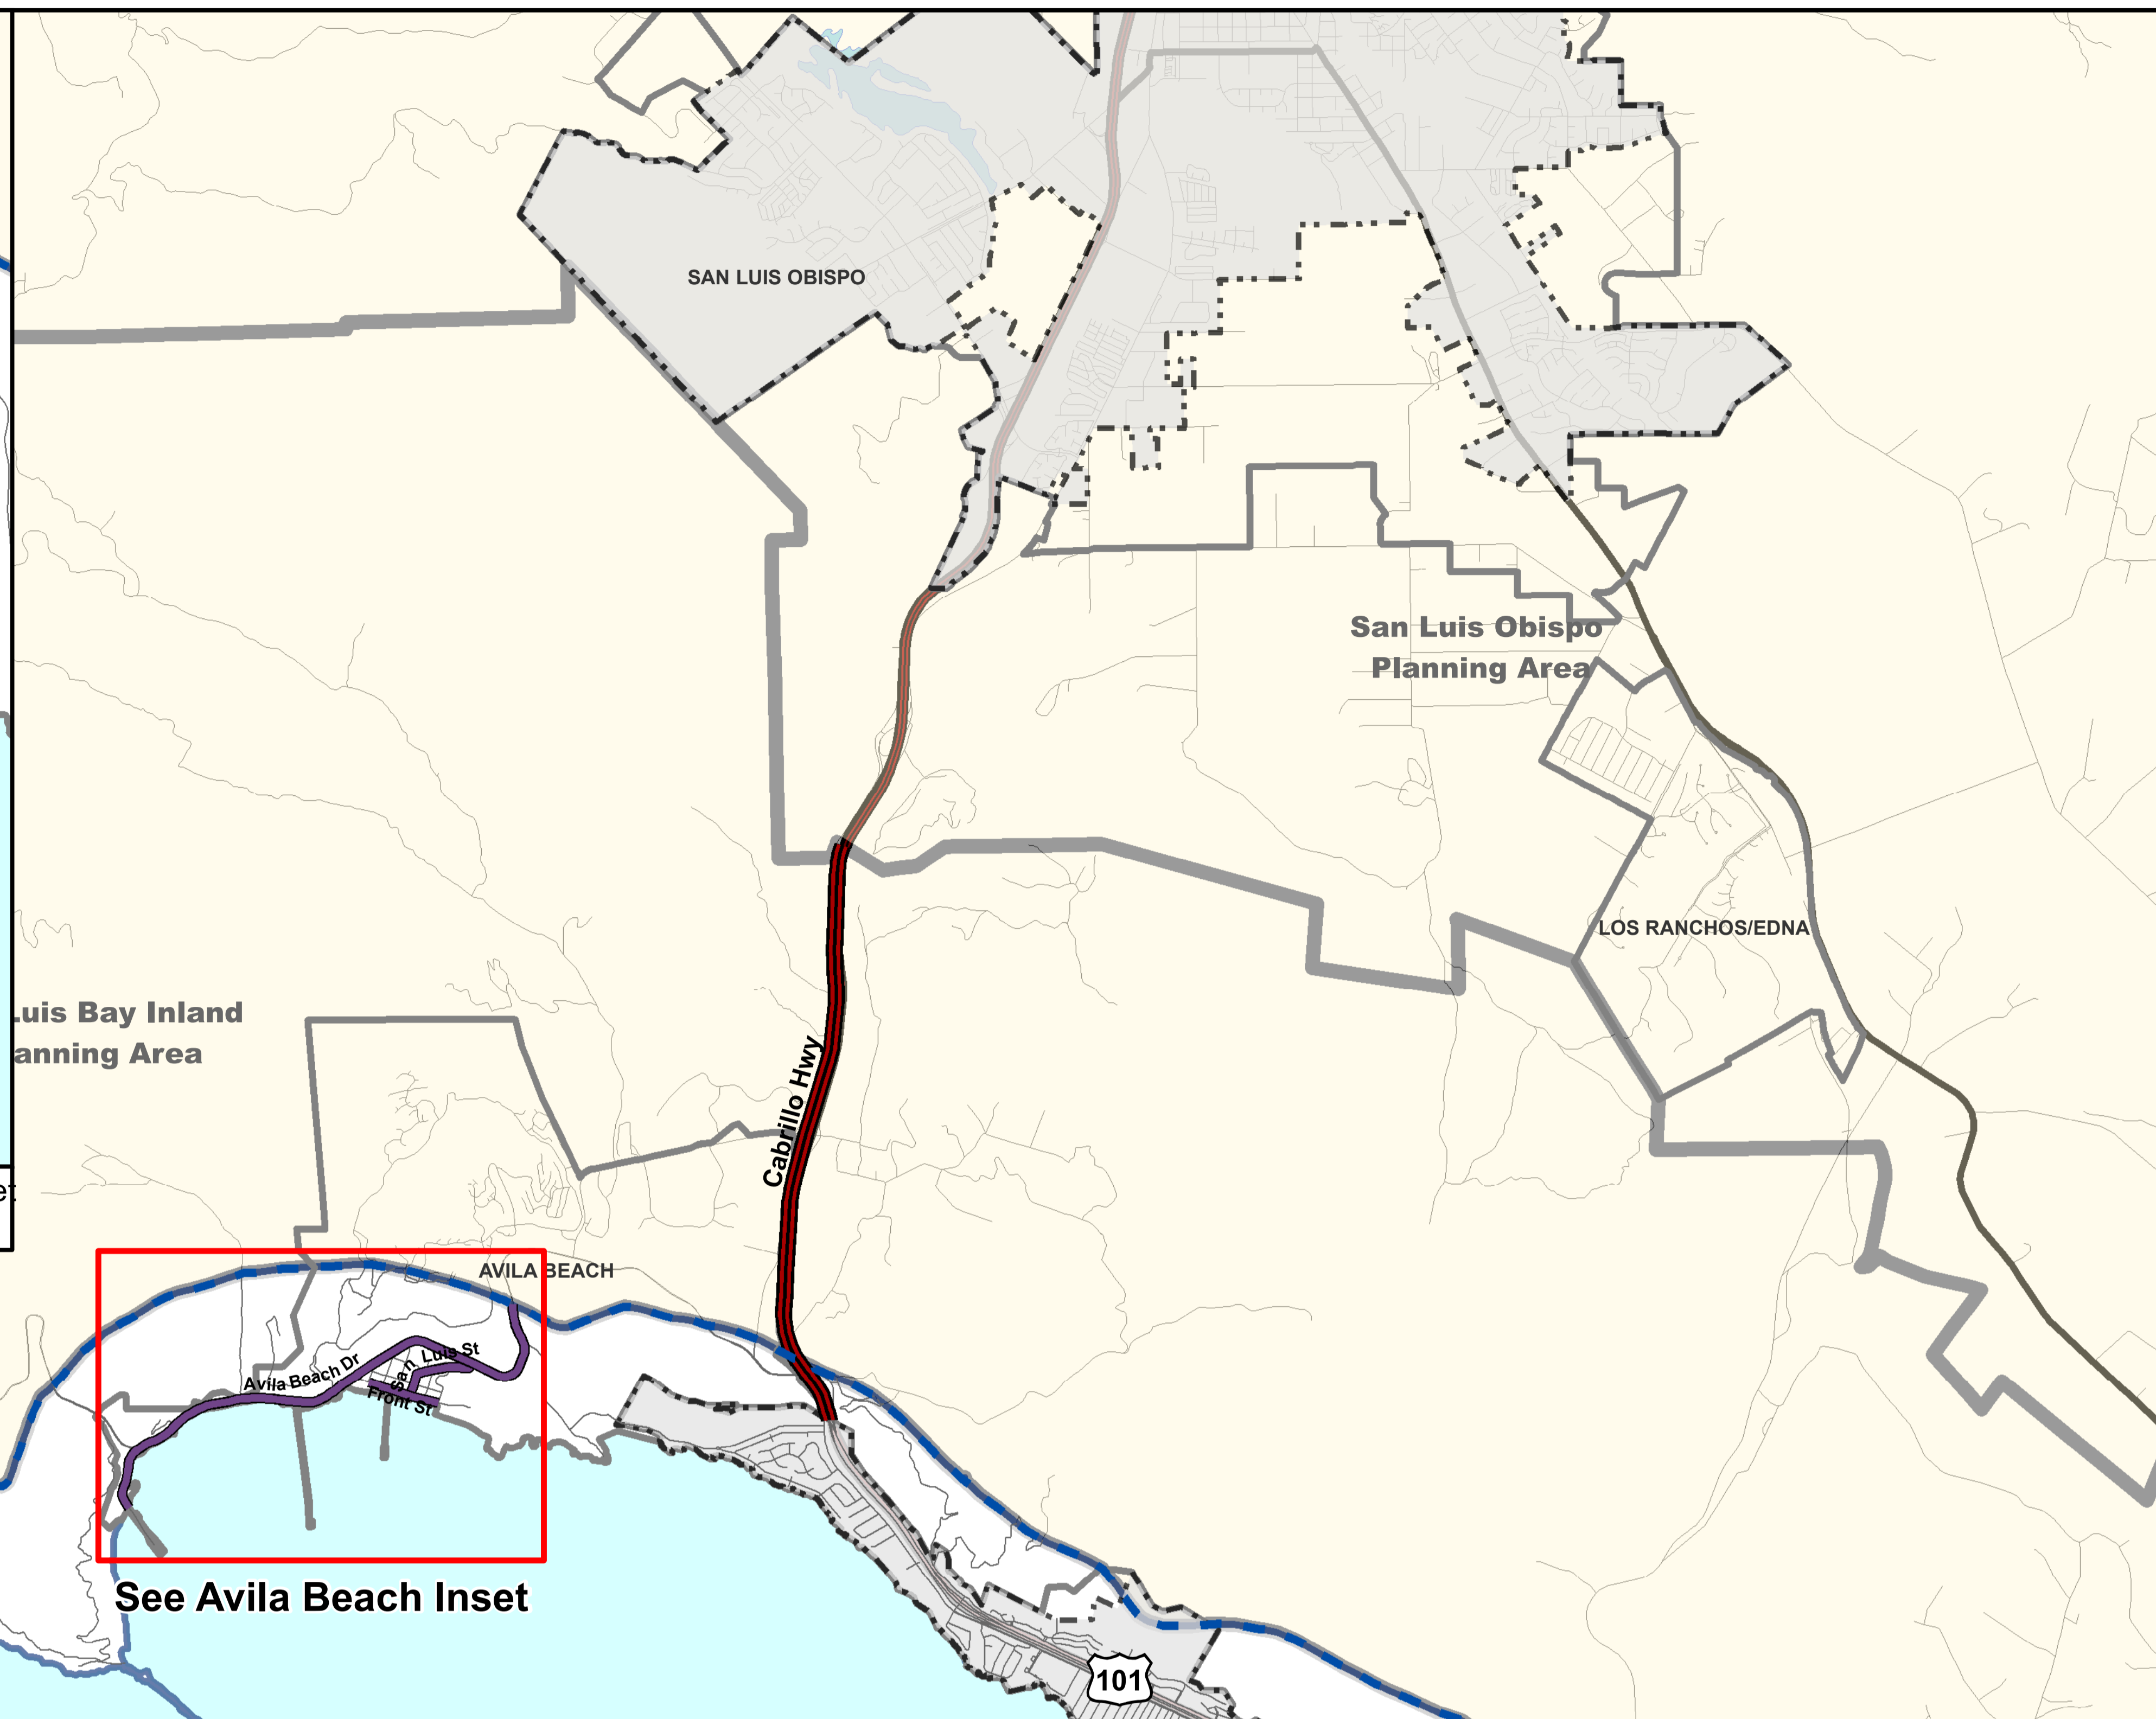 SAN LUIS OBISPO
San Luis Obispo
Planning Area
LOS RANCHOS/EDNA
Luis Bay Inland
anning Area
Cabrillo Hwy
AVILA BEACH
Avila Beach Dr
San Luis St
Front St
See Avila Beach Inset
101